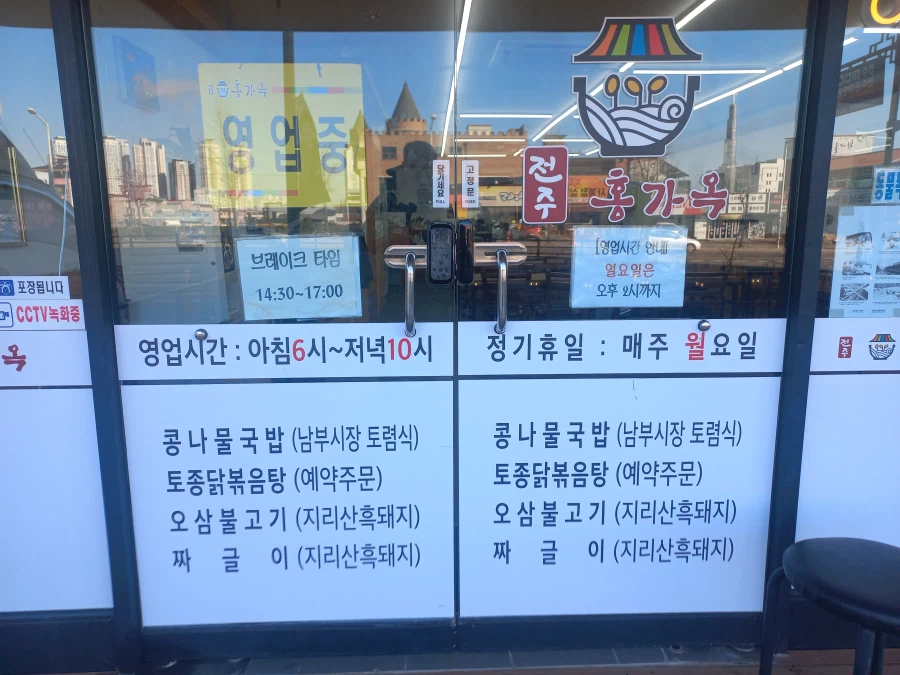 홍가옥
영업중
당기세요
PULL
고정문
FIXED
전주
홍가옥
브레이크 타임
14:30~17:00
[영업시간 안내]
일요일은
오후 2시까지
포장됩니다
CCTV녹화중
옥
영업시간 : 아침6시~저녁10시
정기휴일 : 매주 월요일
전주
콩나물국밥 (남부시장 토렴식)
토종닭볶음탕 (예약주문)
오삼불고기 (지리산흑돼지)
짜글이 (지리산흑돼지)
콩나물국밥 (남부시장 토렴식)
토종닭볶음탕 (예약주문)
오삼불고기 (지리산흑돼지)
짜글이 (지리산흑돼지)